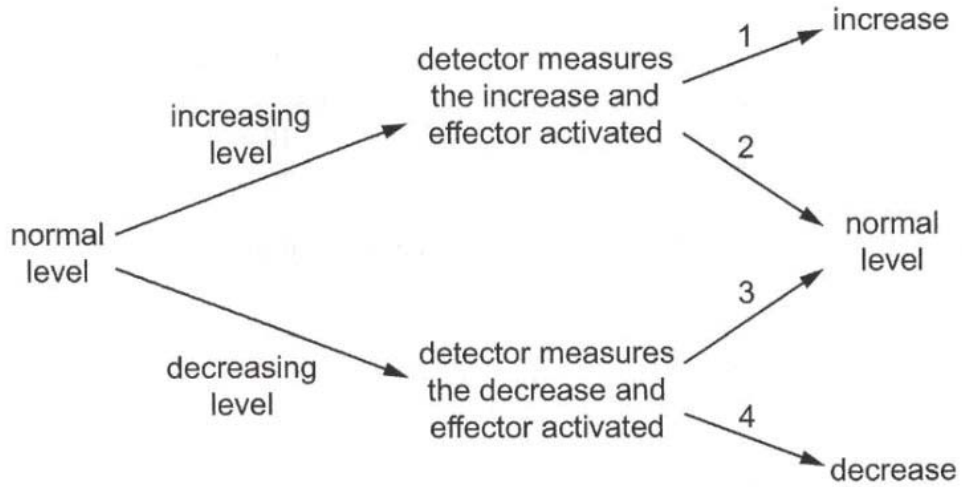 increase
1
detector measures
the increase and
effector activated
increasing
level
2
normal
level
normal
level
3
decreasing
level
detector measures
the decrease and
effector activated
4
decrease